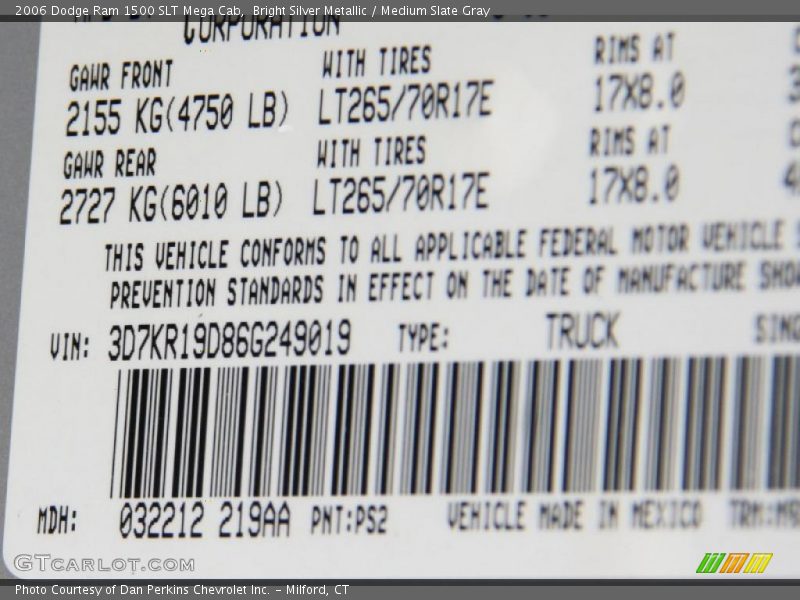 2006 Dodge Ram 1500 SLT Mega Cab, Bright Silver Metallic / Medium Slate Gray
CORPORATION
GAWR FRONT WITH TIRES RIMS AT
2155 KG(4750 LB) LT265/70R17E 17X8.0
GAWR REAR WITH TIRES RIMS AT
2727 KG(6010 LB) LT265/70R17E 17X8.0
THIS VEHICLE CONFORMS TO ALL APPLICABLE FEDERAL MOTOR VEHICLE
PREVENTION STANDARDS IN EFFECT ON THE DATE OF MANUFACTURE SHOW
VIN: 3D7KR19D86G249019 TYPE: TRUCK SING
MDH: 032212 219AA PNT:PS2 VEHICLE MADE IN MEXICO TRM:
GTCARLOT.COM
Photo Courtesy of Dan Perkins Chevrolet Inc. – Milford, CT